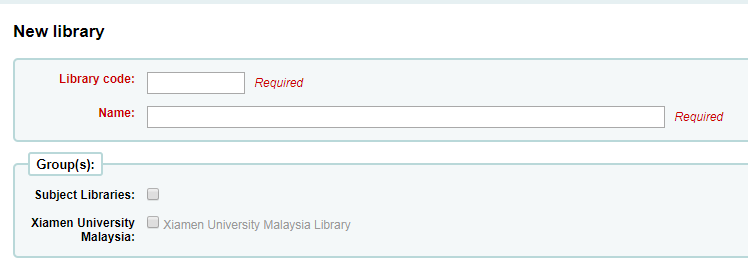 New library
Library code: Required
Name: Required
Group(s):
Subject Libraries:
Xiamen University Malaysia Library
Xiamen University
Malaysia: